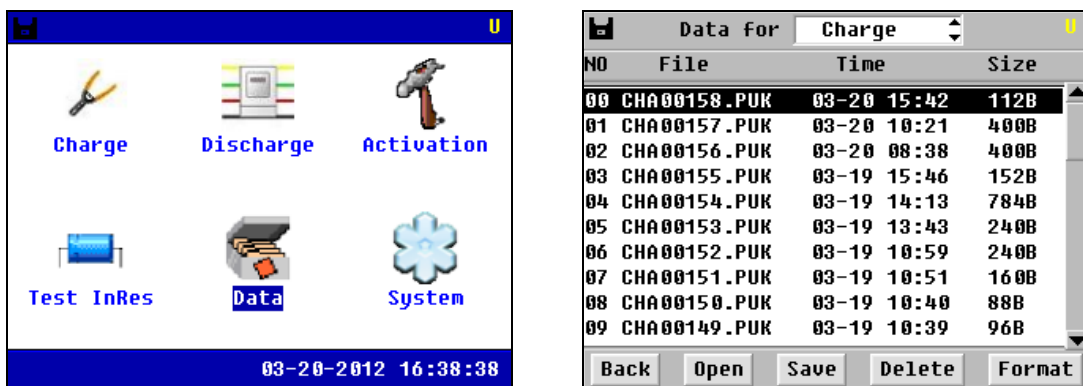 U
Charge Discharge Activation
Test InRes Data System
03-20-2012 16:38:38
Data for Charge U
NO File Time Size
00 CHA00158.PUK 03-20 15:42 112B
01 CHA00157.PUK 03-20 10:21 400B
02 CHA00156.PUK 03-20 08:38 400B
03 CHA00155.PUK 03-19 15:46 152B
04 CHA00154.PUK 03-19 14:13 784B
05 CHA00153.PUK 03-19 13:43 240B
06 CHA00152.PUK 03-19 10:59 240B
07 CHA00151.PUK 03-19 10:51 160B
08 CHA00150.PUK 03-19 10:40 88B
09 CHA00149.PUK 03-19 10:39 96B
Back Open Save Delete Format